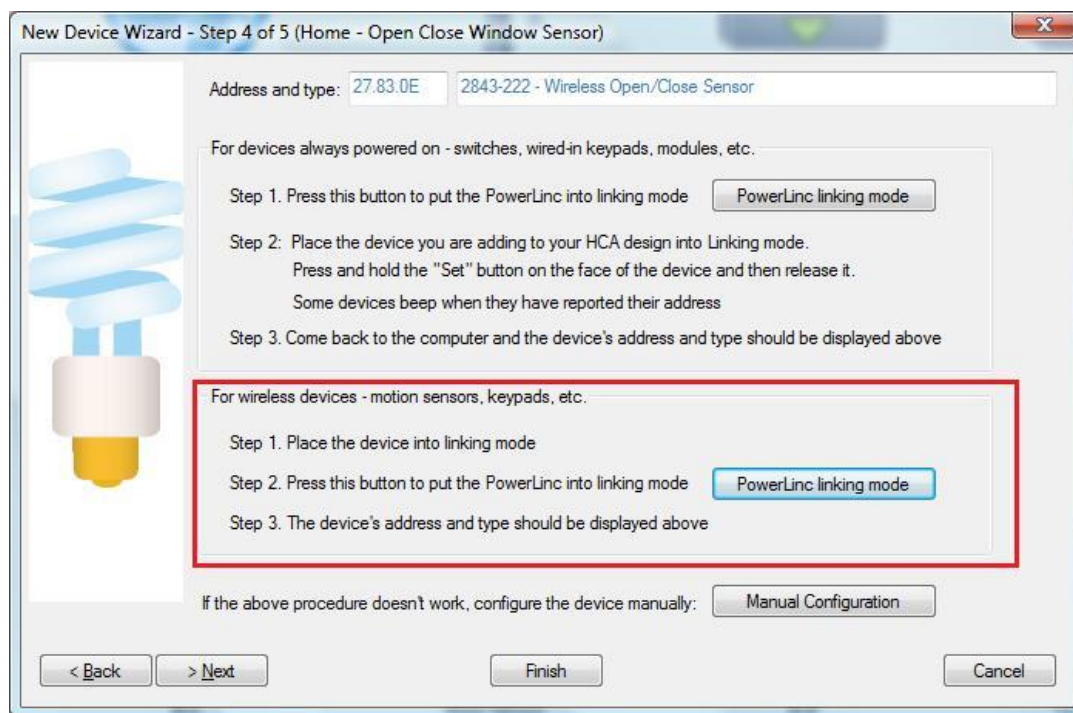 New Device Wizard - Step 4 of 5 (Home - Open Close Window Sensor)
Address and type: 27.83.0E 2843-222 - Wireless Open/Close Sensor
For devices always powered on - switches, wired-in keypads, modules, etc.
Step 1. Press this button to put the PowerLinc into linking mode PowerLinc linking mode
Step 2: Place the device you are adding to your HCA design into Linking mode.
Press and hold the "Set" button on the face of the device and then release it.
Some devices beep when they have reported their address
Step 3. Come back to the computer and the device's address and type should be displayed above
For wireless devices - motion sensors, keypads, etc.
Step 1. Place the device into linking mode
Step 2. Press this button to put the PowerLinc into linking mode PowerLinc linking mode
Step 3. The device's address and type should be displayed above
If the above procedure doesn't work, configure the device manually: Manual Configuration
< Back > Next Finish Cancel